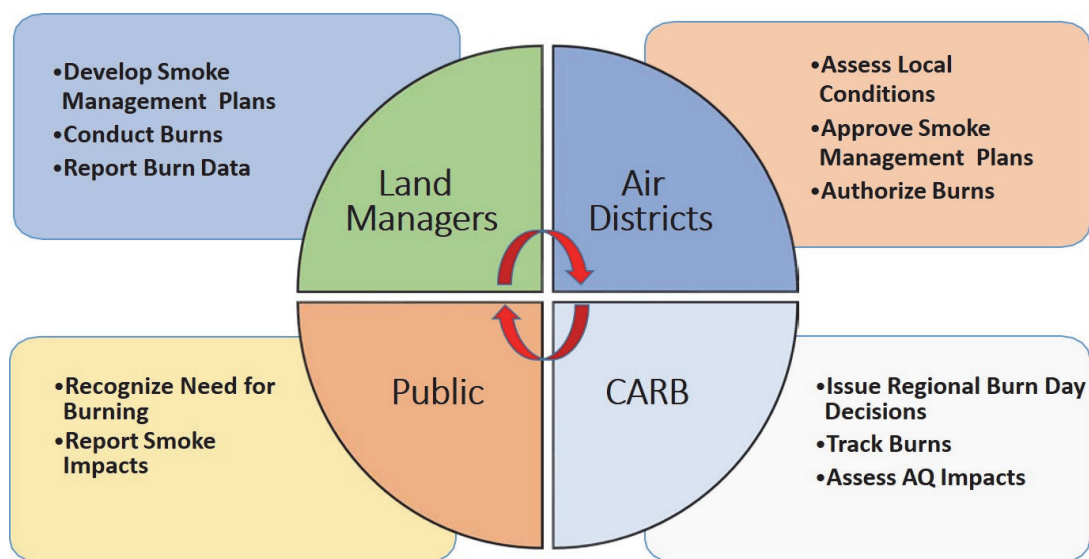 •Develop Smoke
Management Plans
•Conduct Burns
•Report Burn Data
•Assess Local
Conditions
•Approve Smoke
Management Plans
•Authorize Burns
Land
Managers
Air
Districts
Public
CARB
•Recognize Need for
Burning
•Report Smoke
Impacts
•Issue Regional Burn Day
Decisions
•Track Burns
•Assess AQ Impacts